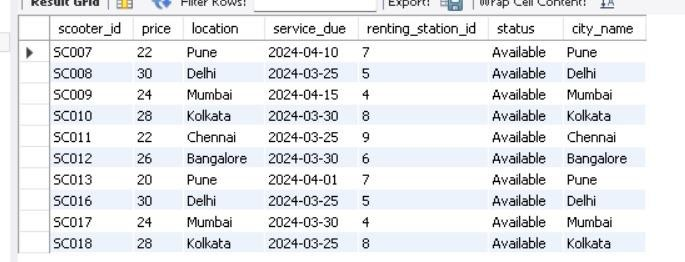 Result Grid Filter Rows: Export: Wrap Cell Content: IA
scooter_id price location service_due renting_station_id status city_name
SC007 22 Pune 2024-04-10 7 Available Pune
SC008 30 Delhi 2024-03-25 5 Available Delhi
SC009 24 Mumbai 2024-04-15 4 Available Mumbai
SC010 28 Kolkata 2024-03-30 8 Available Kolkata
SC011 22 Chennai 2024-03-25 9 Available Chennai
SC012 26 Bangalore 2024-03-30 6 Available Bangalore
SC013 20 Pune 2024-04-01 7 Available Pune
SC016 30 Delhi 2024-03-25 5 Available Delhi
SC017 24 Mumbai 2024-03-30 4 Available Mumbai
SC018 28 Kolkata 2024-03-25 8 Available Kolkata